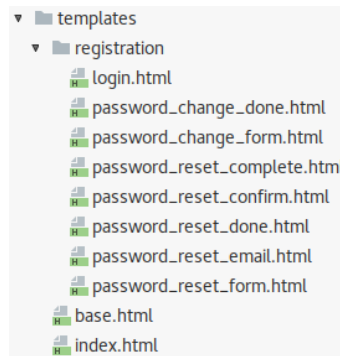 templates
registration
login.html
password_change_done.html
password_change_form.html
password_reset_complete.htm
password_reset_confirm.html
password_reset_done.html
password_reset_email.html
password_reset_form.html
base.html
index.html